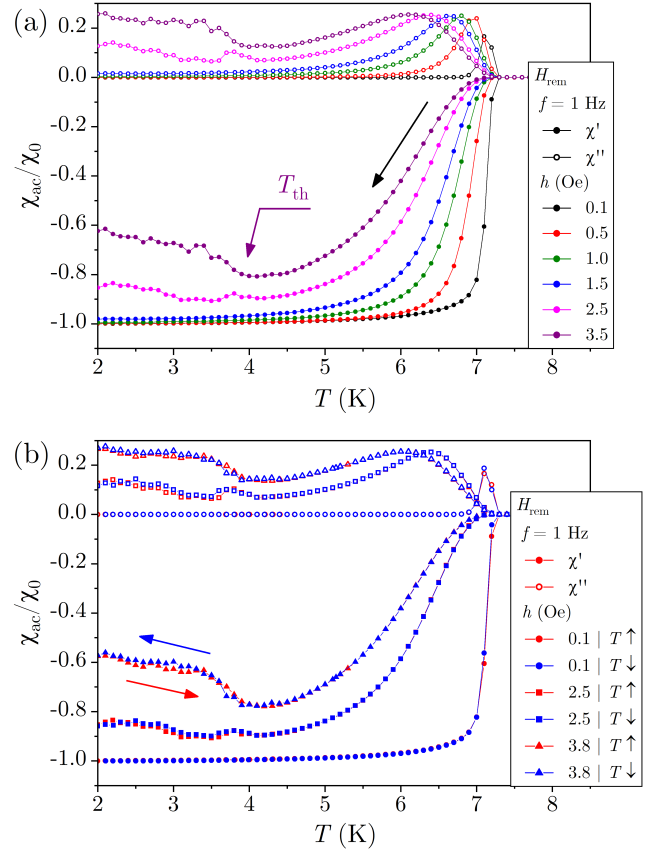 (a)
0.2
0.0
-0.2
-0.4
-0.6
-0.8
-1.0
χac/χ0
Tth
Hrem
f = 1 Hz
χ'
χ''
h (Oe)
0.1
0.5
1.0
1.5
2.5
3.5
2 3 4 5 6 7 8
T (K)
(b)
0.2
0.0
-0.2
-0.4
-0.6
-0.8
-1.0
χac/χ0
Hrem
f = 1 Hz
χ'
χ''
h (Oe)
0.1 | T ↑
0.1 | T ↓
2.5 | T ↑
2.5 | T ↓
3.8 | T ↑
3.8 | T ↓
2 3 4 5 6 7 8
T (K)